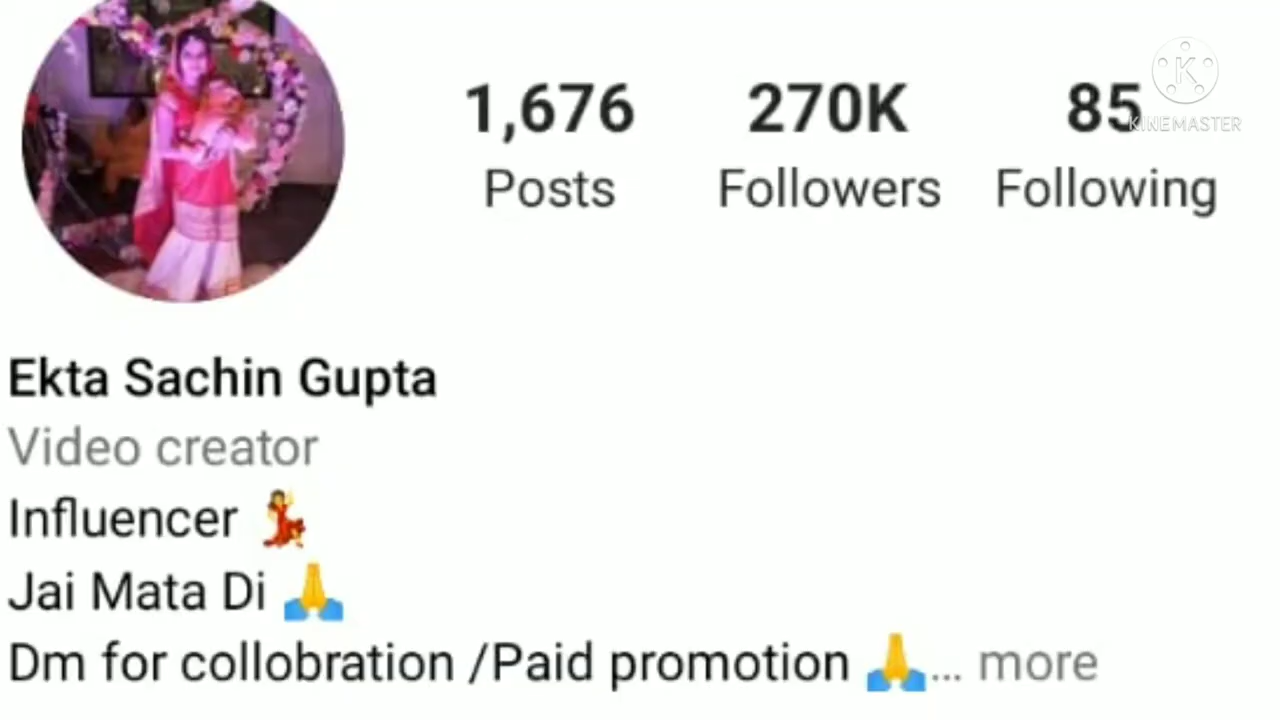 1,676 270K 85
Posts Followers Following
K
KINEMASTER
Ekta Sachin Gupta
Video creator
Influencer 💃
Jai Mata Di 🙏
Dm for collobration /Paid promotion 🙏... more